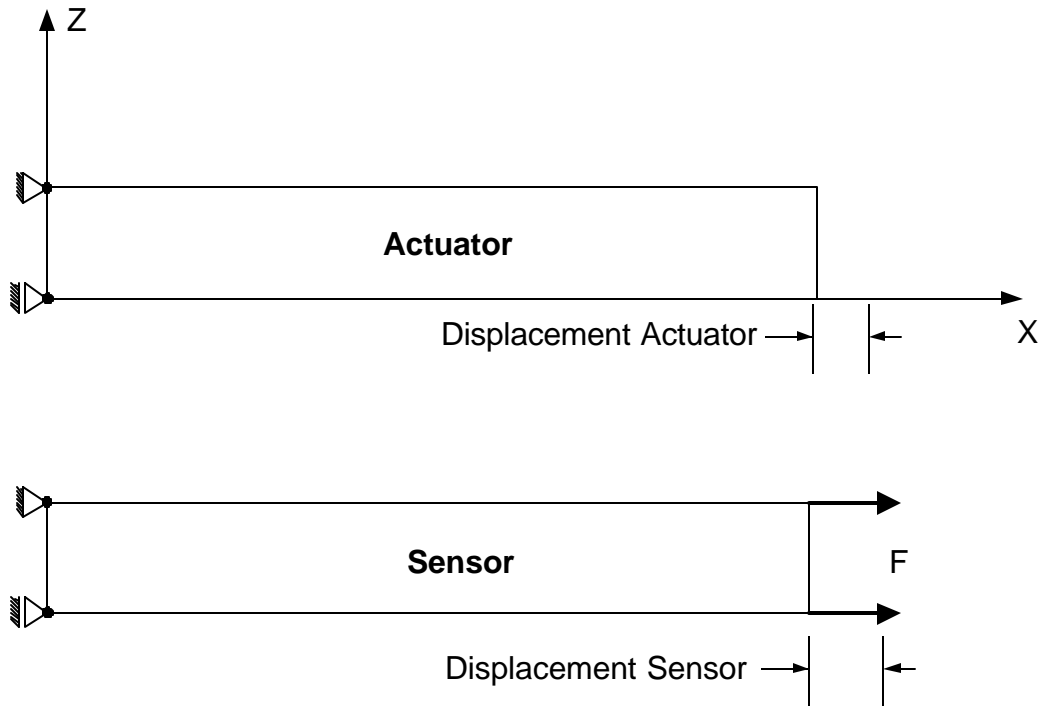 Z
Actuator
Displacement Actuator
X
Sensor
F
Displacement Sensor